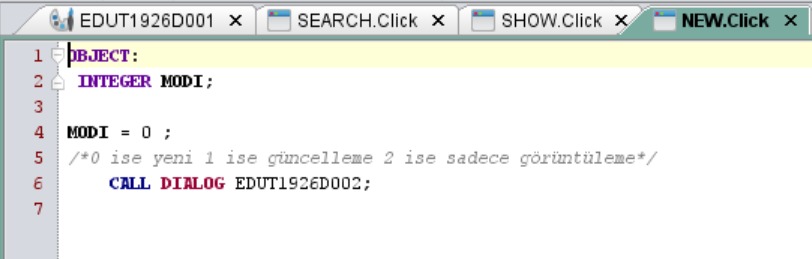 EDUT1926D001 × SEARCH.Click × SHOW.Click × NEW.Click ×
1 OBJECT:
2 INTEGER MODI;
3
4 MODI = 0 ;
5 /*0 ise yeni 1 ise güncelleme 2 ise sadece görüntüleme*/
6 CALL DIALOG EDUT1926D002;
7